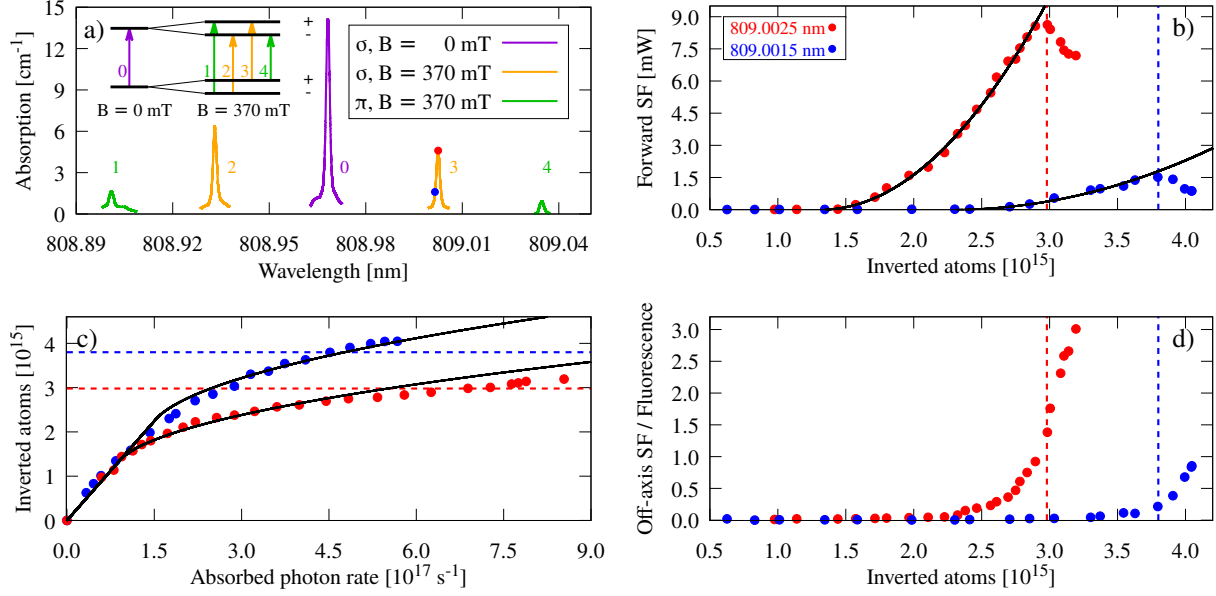 a)
Absorption [cm⁻¹]
15
12
9
6
3
0
0
B = 0 mT
1
2
3
4
B = 370 mT
+
-
+
-
σ, B = 0 mT
σ, B = 370 mT
π, B = 370 mT
1
2
0
3
4
808.89 808.92 808.95 808.98 809.01 809.04
Wavelength [nm]
b)
Forward SF [mW]
9.0
7.5
6.0
4.5
3.0
1.5
0.0
809.0025 nm
809.0015 nm
0.5 1.0 1.5 2.0 2.5 3.0 3.5 4.0
Inverted atoms [10¹⁵]
c)
Inverted atoms [10¹⁵]
4
3
2
1
0
0.0 1.5 3.0 4.5 6.0 7.5 9.0
Absorbed photon rate [10¹⁷ s⁻¹]
d)
Off-axis SF / Fluorescence
3.0
2.5
2.0
1.5
1.0
0.5
0.0
0.5 1.0 1.5 2.0 2.5 3.0 3.5 4.0
Inverted atoms [10¹⁵]